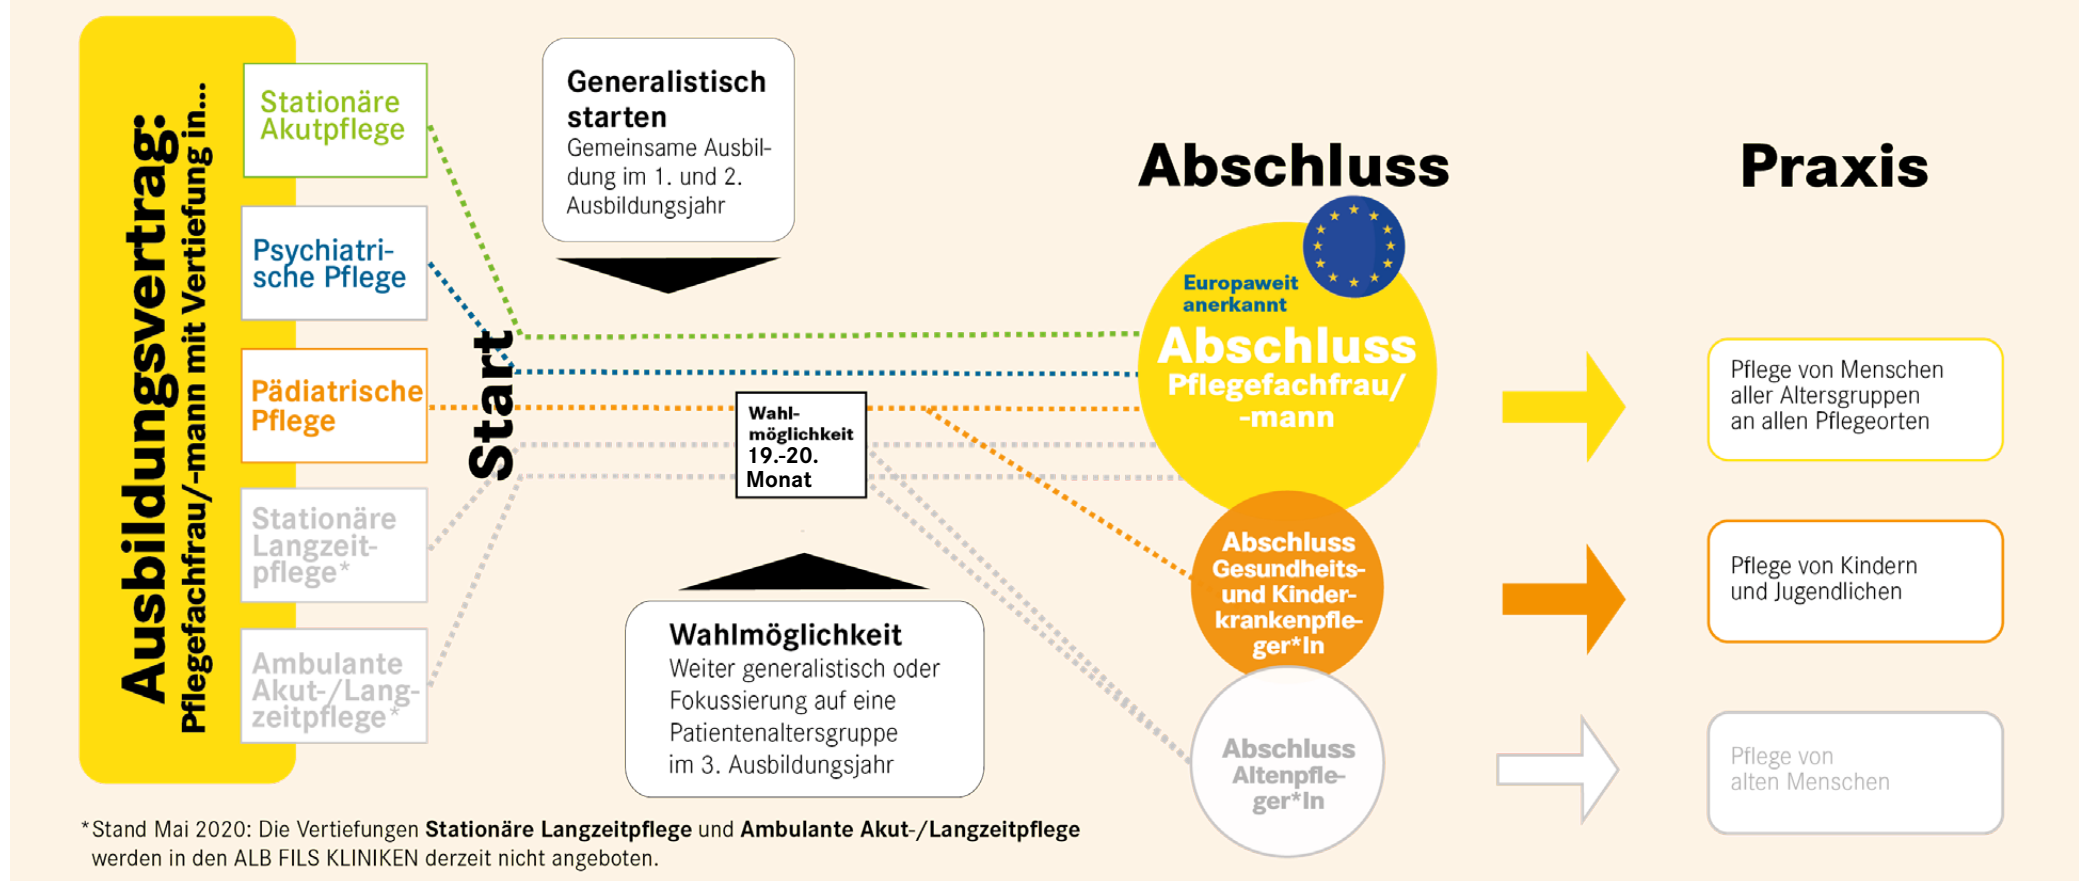 Ausbildungsvertrag:
Pflegefachfrau/-mann mit Vertiefung in...
Stationäre
Akutpflege
Psychiatri-
sche Pflege
Pädiatrische
Pflege
Stationäre
Langzeit-
pflege*
Ambulante
Akut-/Lang-
zeitpflege*
Start
Generalistisch
starten
Gemeinsame Ausbil-
dung im 1. und 2.
Ausbildungsjahr
Wahl-
möglichkeit
19.-20.
Monat
Wahlmöglichkeit
Weiter generalistisch oder
Fokussierung auf eine
Patientenaltersgruppe
im 3. Ausbildungsjahr
Abschluss
Europaweit
anerkannt
Abschluss
Pflegefachfrau/
-mann
Abschluss
Gesundheits-
und Kinder-
krankenpfle-
ger*In
Abschluss
Altenpfle-
ger*In
Praxis
Pflege von Menschen
aller Altersgruppen
an allen Pflegeorten
Pflege von Kindern
und Jugendlichen
Pflege von
alten Menschen
*Stand Mai 2020: Die Vertiefungen Stationäre Langzeitpflege und Ambulante Akut-/Langzeitpflege
werden in den ALB FILS KLINIKEN derzeit nicht angeboten.